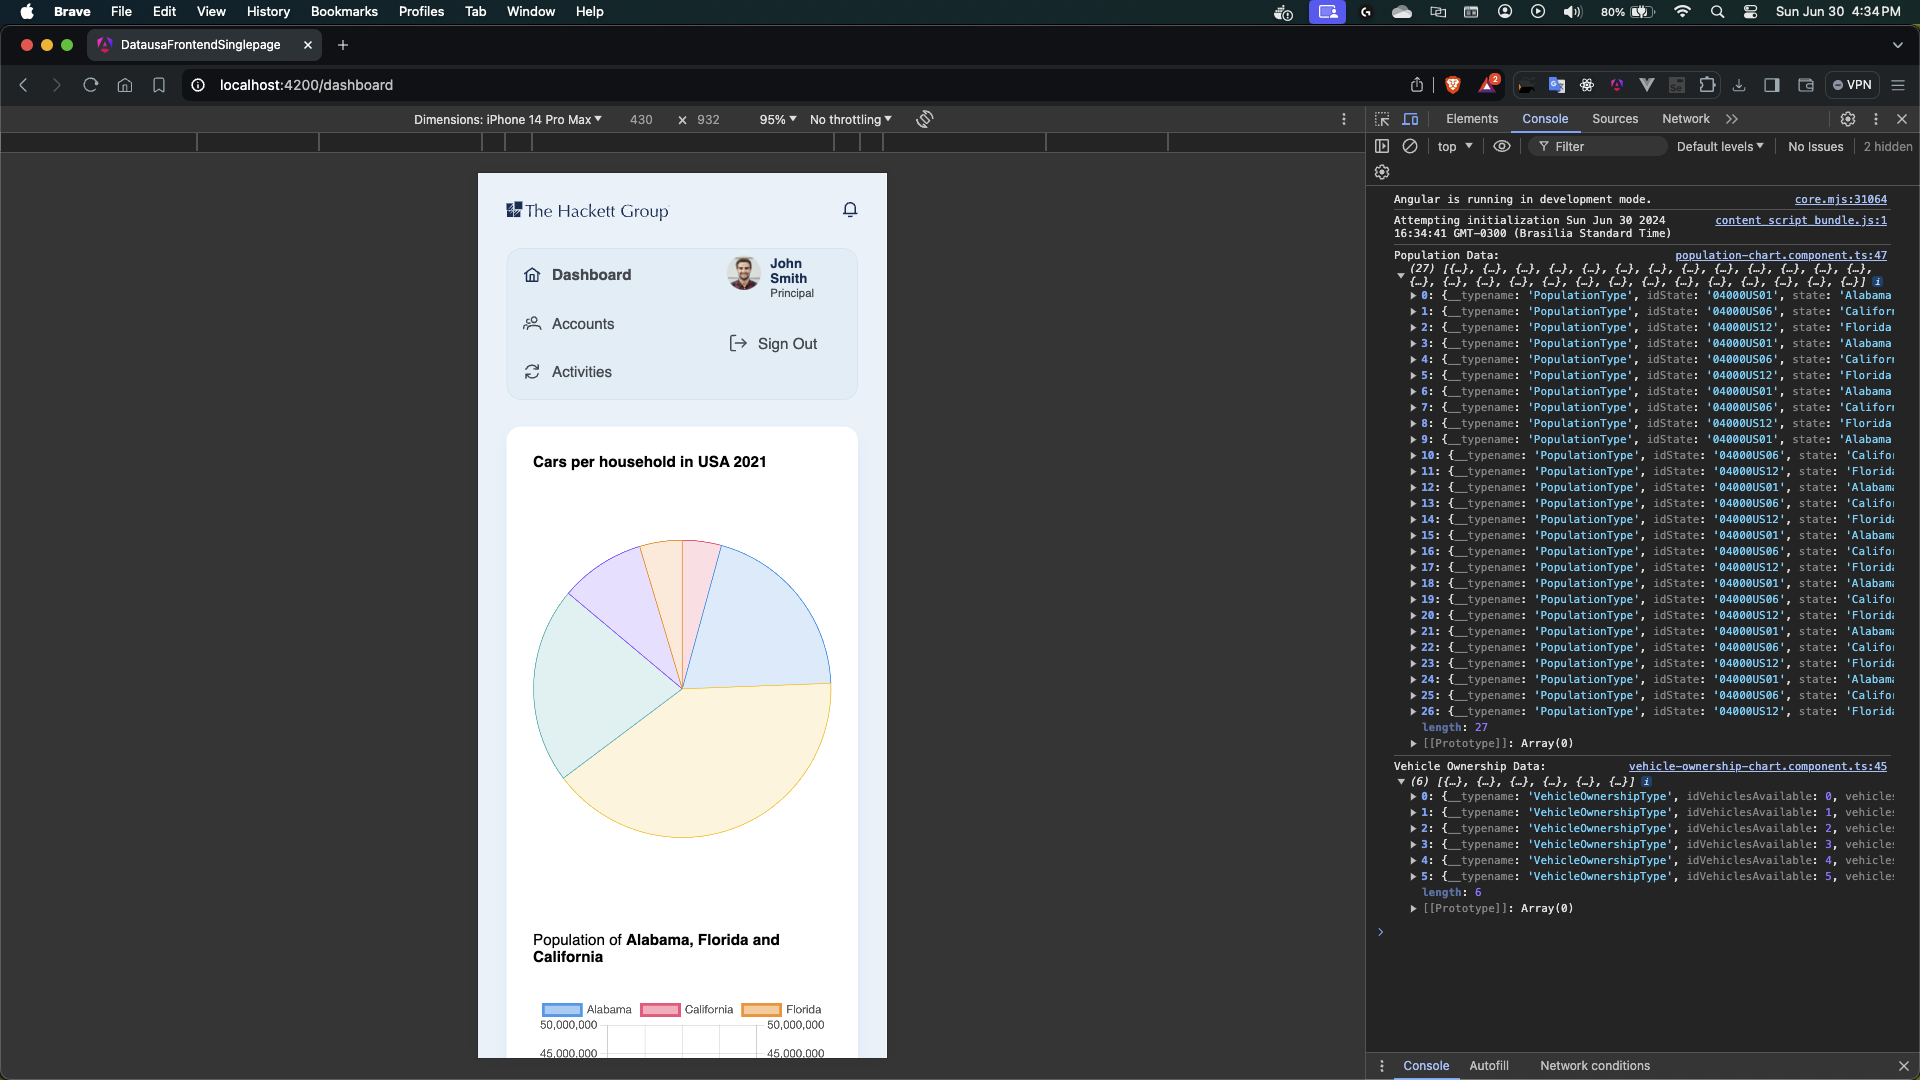 Brave File Edit View History Bookmarks Profiles Tab Window Help 80% Sun Jun 30 4:34 PM
DatausaFrontendSinglepage
localhost:4200/dashboard 2 VPN
Dimensions: iPhone 14 Pro Max 430 × 932 95% No throttling
Elements Console Sources Network
top Filter Default levels No Issues 2 hidden
The Hackett Group
Dashboard
John
Smith
Principal
Accounts
Sign Out
Activities
Cars per household in USA 2021
Population of Alabama, Florida and
California
Alabama California Florida
50,000,000 50,000,000
45,000,000 45,000,000
Angular is running in development mode. core.mjs:31064
Attempting initialization Sun Jun 30 2024 content_script_bundle.js:1
16:34:41 GMT-0300 (Brasilia Standard Time)
Population Data: population-chart.component.ts:47
(27) [{…}, {…}, {…}, {…}, {…}, {…}, {…}, {…}, {…}, {…}, {…}, {…}, {…},
{…}, {…}, {…}, {…}, {…}, {…}, {…}, {…}, {…}, {…}, {…}, {…}, {…}, {…}] i
0: {__typename: 'PopulationType', idState: '04000US01', state: 'Alabama
1: {__typename: 'PopulationType', idState: '04000US06', state: 'Califor
2: {__typename: 'PopulationType', idState: '04000US12', state: 'Florida
3: {__typename: 'PopulationType', idState: '04000US01', state: 'Alabama
4: {__typename: 'PopulationType', idState: '04000US06', state: 'Califor
5: {__typename: 'PopulationType', idState: '04000US12', state: 'Florida
6: {__typename: 'PopulationType', idState: '04000US01', state: 'Alabama
7: {__typename: 'PopulationType', idState: '04000US06', state: 'Califor
8: {__typename: 'PopulationType', idState: '04000US12', state: 'Florida
9: {__typename: 'PopulationType', idState: '04000US01', state: 'Alabama
10: {__typename: 'PopulationType', idState: '04000US06', state: 'Califo
11: {__typename: 'PopulationType', idState: '04000US12', state: 'Florida
12: {__typename: 'PopulationType', idState: '04000US01', state: 'Alabama
13: {__typename: 'PopulationType', idState: '04000US06', state: 'Califo
14: {__typename: 'PopulationType', idState: '04000US12', state: 'Florida
15: {__typename: 'PopulationType', idState: '04000US01', state: 'Alabama
16: {__typename: 'PopulationType', idState: '04000US06', state: 'Califo
17: {__typename: 'PopulationType', idState: '04000US12', state: 'Florida
18: {__typename: 'PopulationType', idState: '04000US01', state: 'Alabama
19: {__typename: 'PopulationType', idState: '04000US06', state: 'Califo
20: {__typename: 'PopulationType', idState: '04000US12', state: 'Florida
21: {__typename: 'PopulationType', idState: '04000US01', state: 'Alabama
22: {__typename: 'PopulationType', idState: '04000US06', state: 'Califo
23: {__typename: 'PopulationType', idState: '04000US12', state: 'Florida
24: {__typename: 'PopulationType', idState: '04000US01', state: 'Alabama
25: {__typename: 'PopulationType', idState: '04000US06', state: 'Califo
26: {__typename: 'PopulationType', idState: '04000US12', state: 'Florida
length: 27
[[Prototype]]: Array(0)
Vehicle Ownership Data: vehicle-ownership-chart.component.ts:45
(6) [{…}, {…}, {…}, {…}, {…}, {…}] i
0: {__typename: 'VehicleOwnershipType', idVehiclesAvailable: 0, vehicles
1: {__typename: 'VehicleOwnershipType', idVehiclesAvailable: 1, vehicles
2: {__typename: 'VehicleOwnershipType', idVehiclesAvailable: 2, vehicles
3: {__typename: 'VehicleOwnershipType', idVehiclesAvailable: 3, vehicles
4: {__typename: 'VehicleOwnershipType', idVehiclesAvailable: 4, vehicles
5: {__typename: 'VehicleOwnershipType', idVehiclesAvailable: 5, vehicles
length: 6
[[Prototype]]: Array(0)
Console Autofill Network conditions